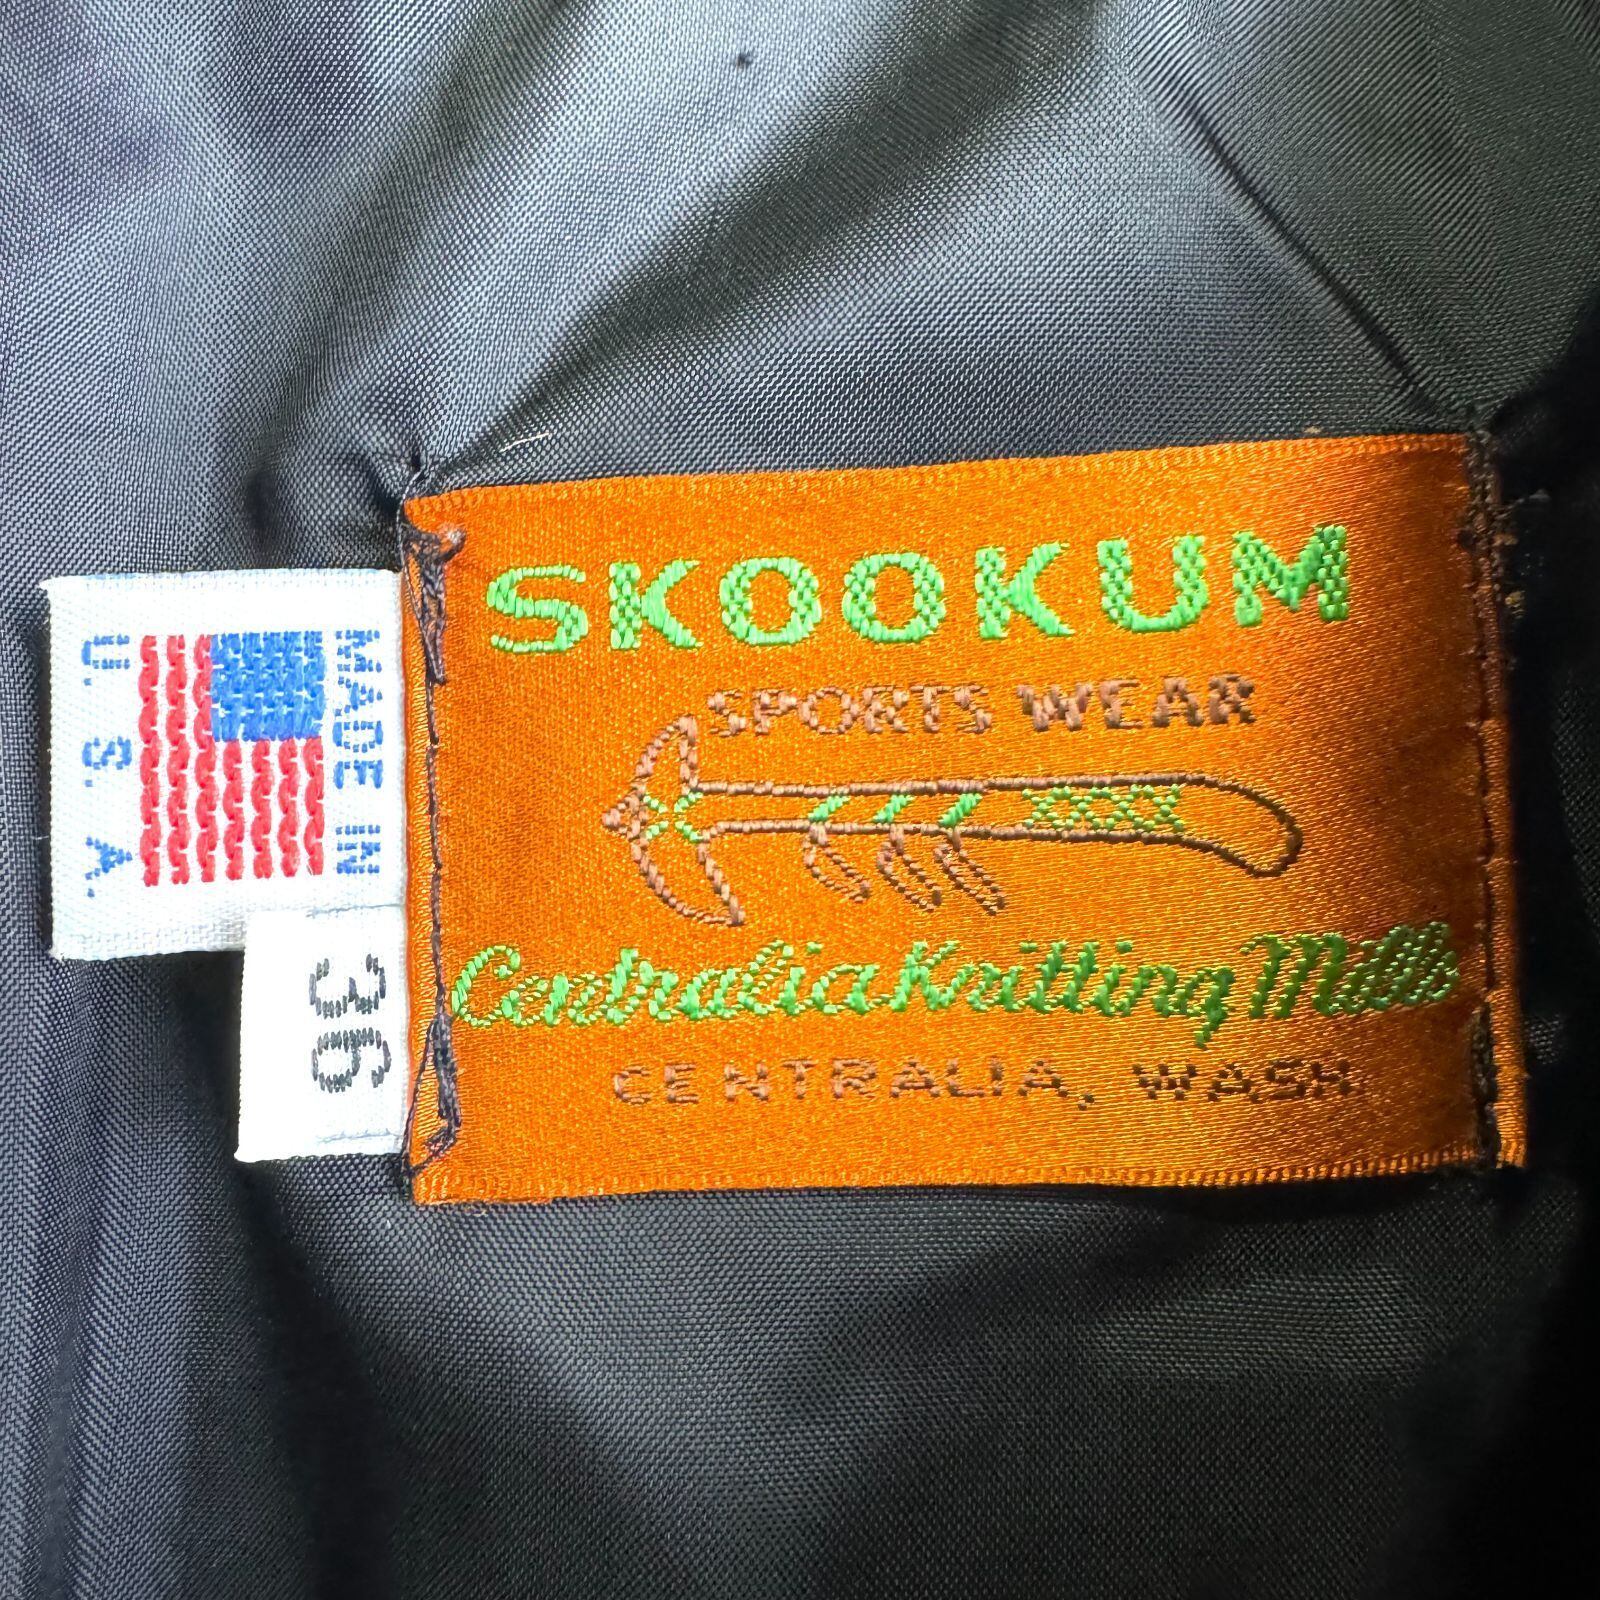 MADE IN
U.S.A.
36
SKOOKUM
SPORTS WEAR
Centralia Knitting Mills
CENTRALIA, WASH.